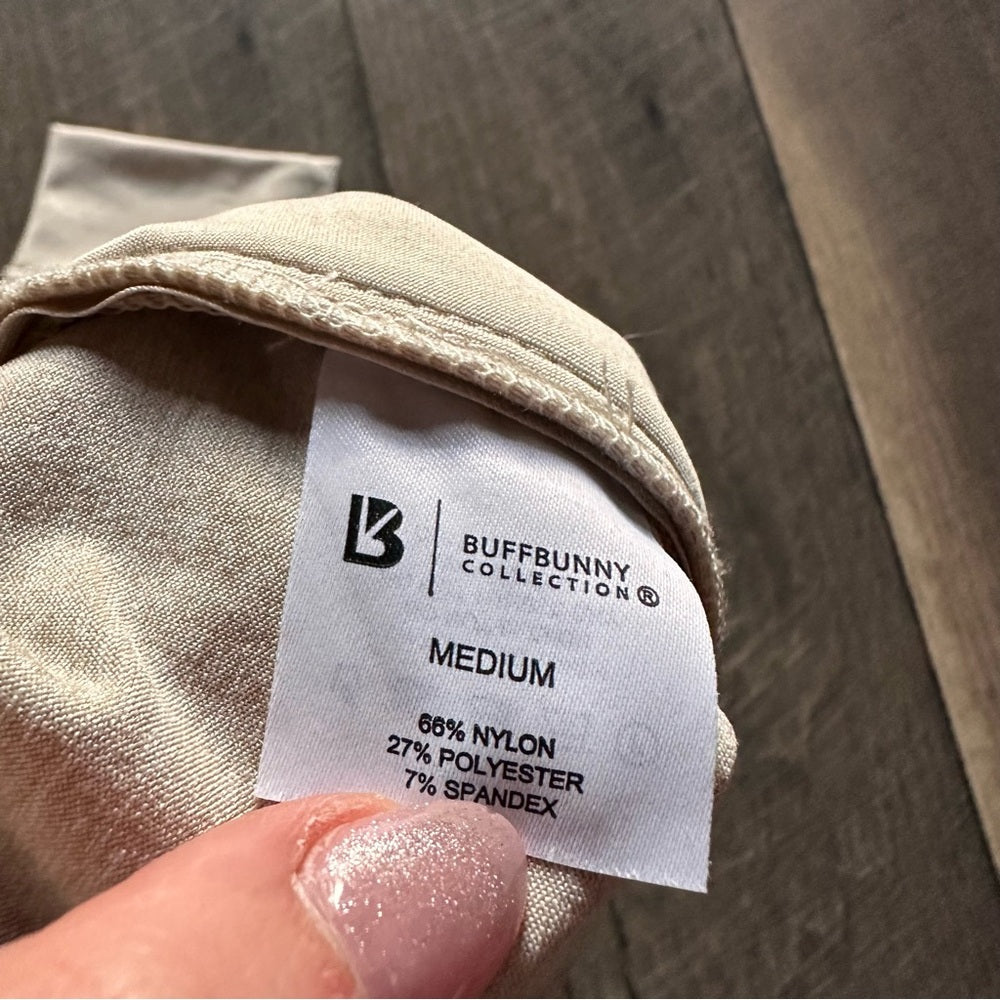 B
BUFFBUNNY
COLLECTION®
MEDIUM
66% NYLON
27% POLYESTER
7% SPANDEX